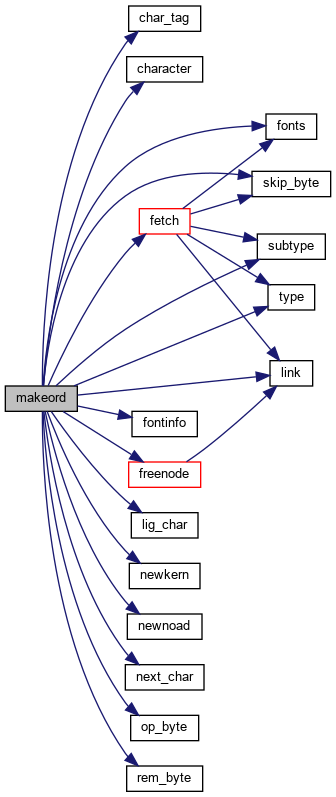 char_tag
character
fonts
skip_byte
fetch
subtype
type
link
makeord
fontinfo
freenode
lig_char
newkern
newnoad
next_char
op_byte
rem_byte